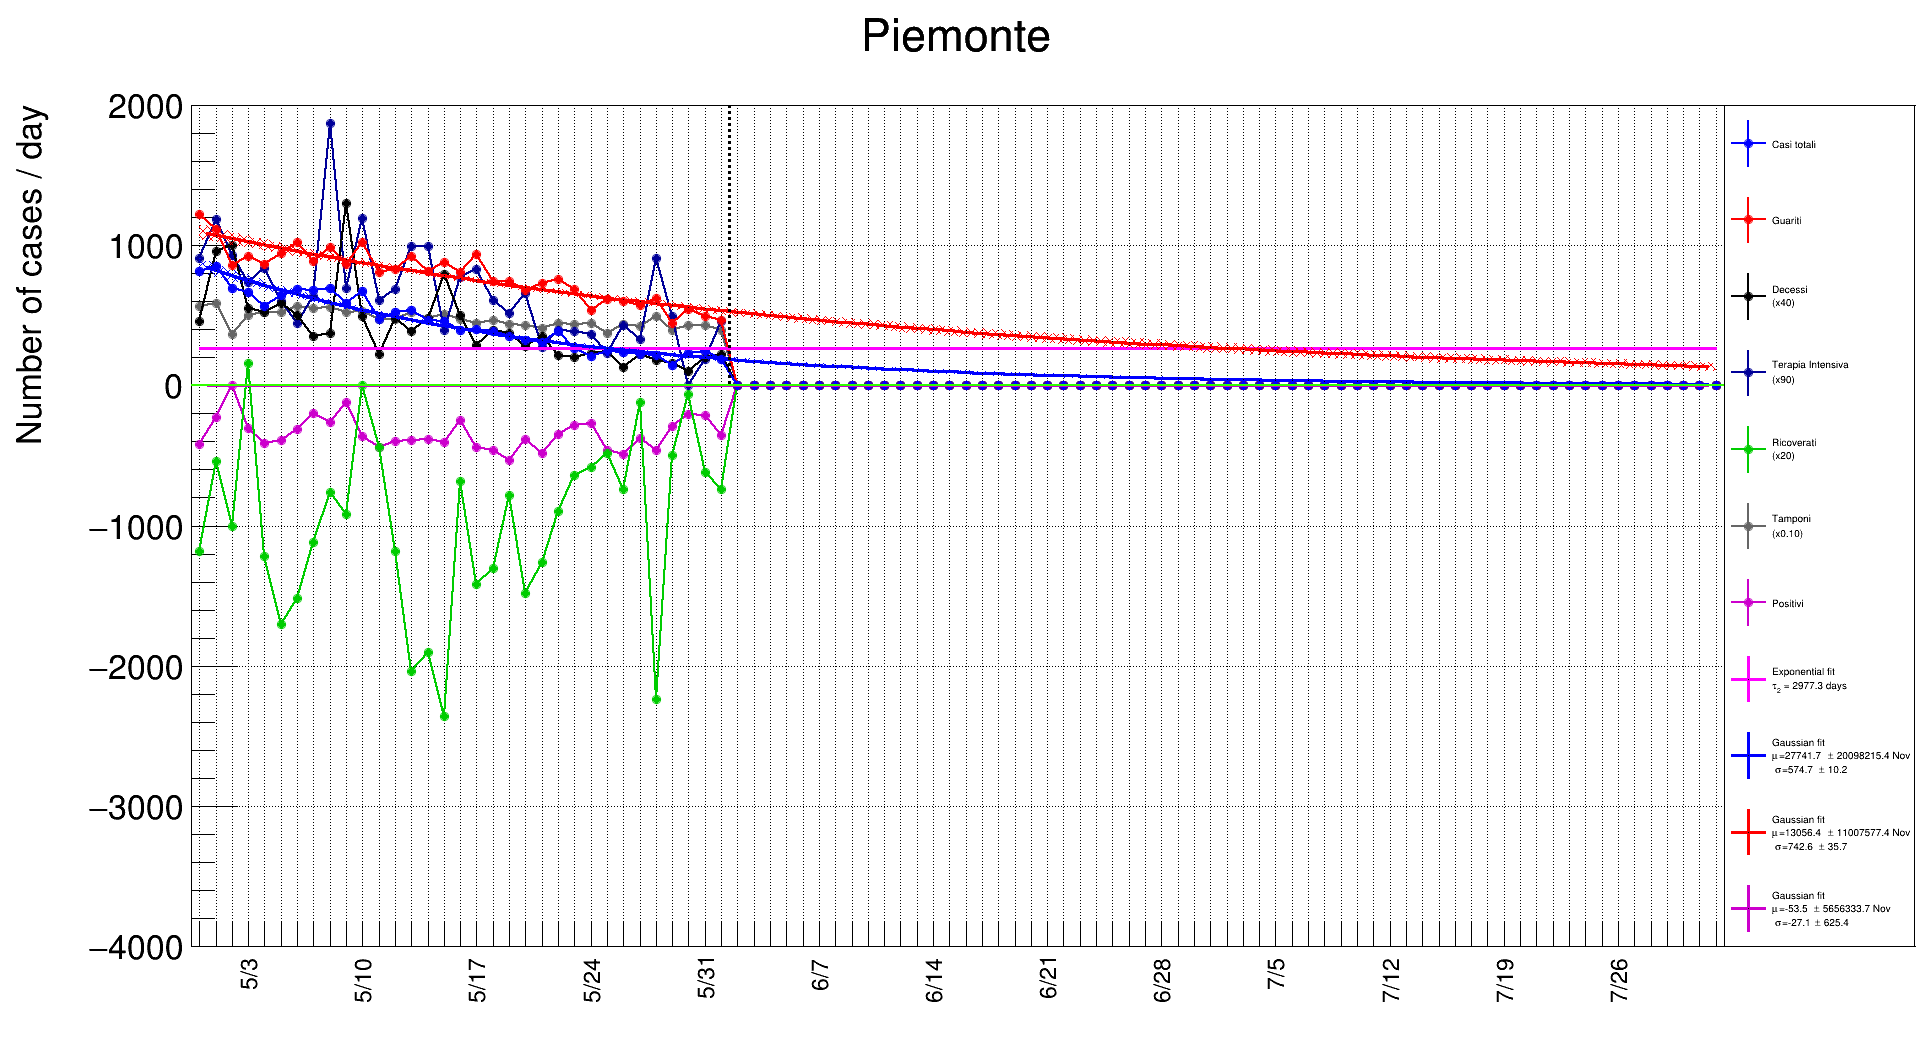 Piemonte
Number of cases / day
2000
1000
0
−1000
−2000
−3000
−4000
5/3
5/10
5/17
5/24
5/31
6/7
6/14
6/21
6/28
7/5
7/12
7/19
7/26
Casi totali
Guariti
Decessi
(x40)
Terapia Intensiva
(x90)
Ricoverati
(x20)
Tamponi
(x0.10)
Positivi
Exponential fit
τ2 = 2977.3 days
Gaussian fit
μ=27741.7 ± 20098215.4 Nov
σ=574.7 ± 10.2
Gaussian fit
μ=13056.4 ± 11007577.4 Nov
σ=742.6 ± 35.7
Gaussian fit
μ=-53.5 ± 5656333.7 Nov
σ=-27.1 ± 625.4